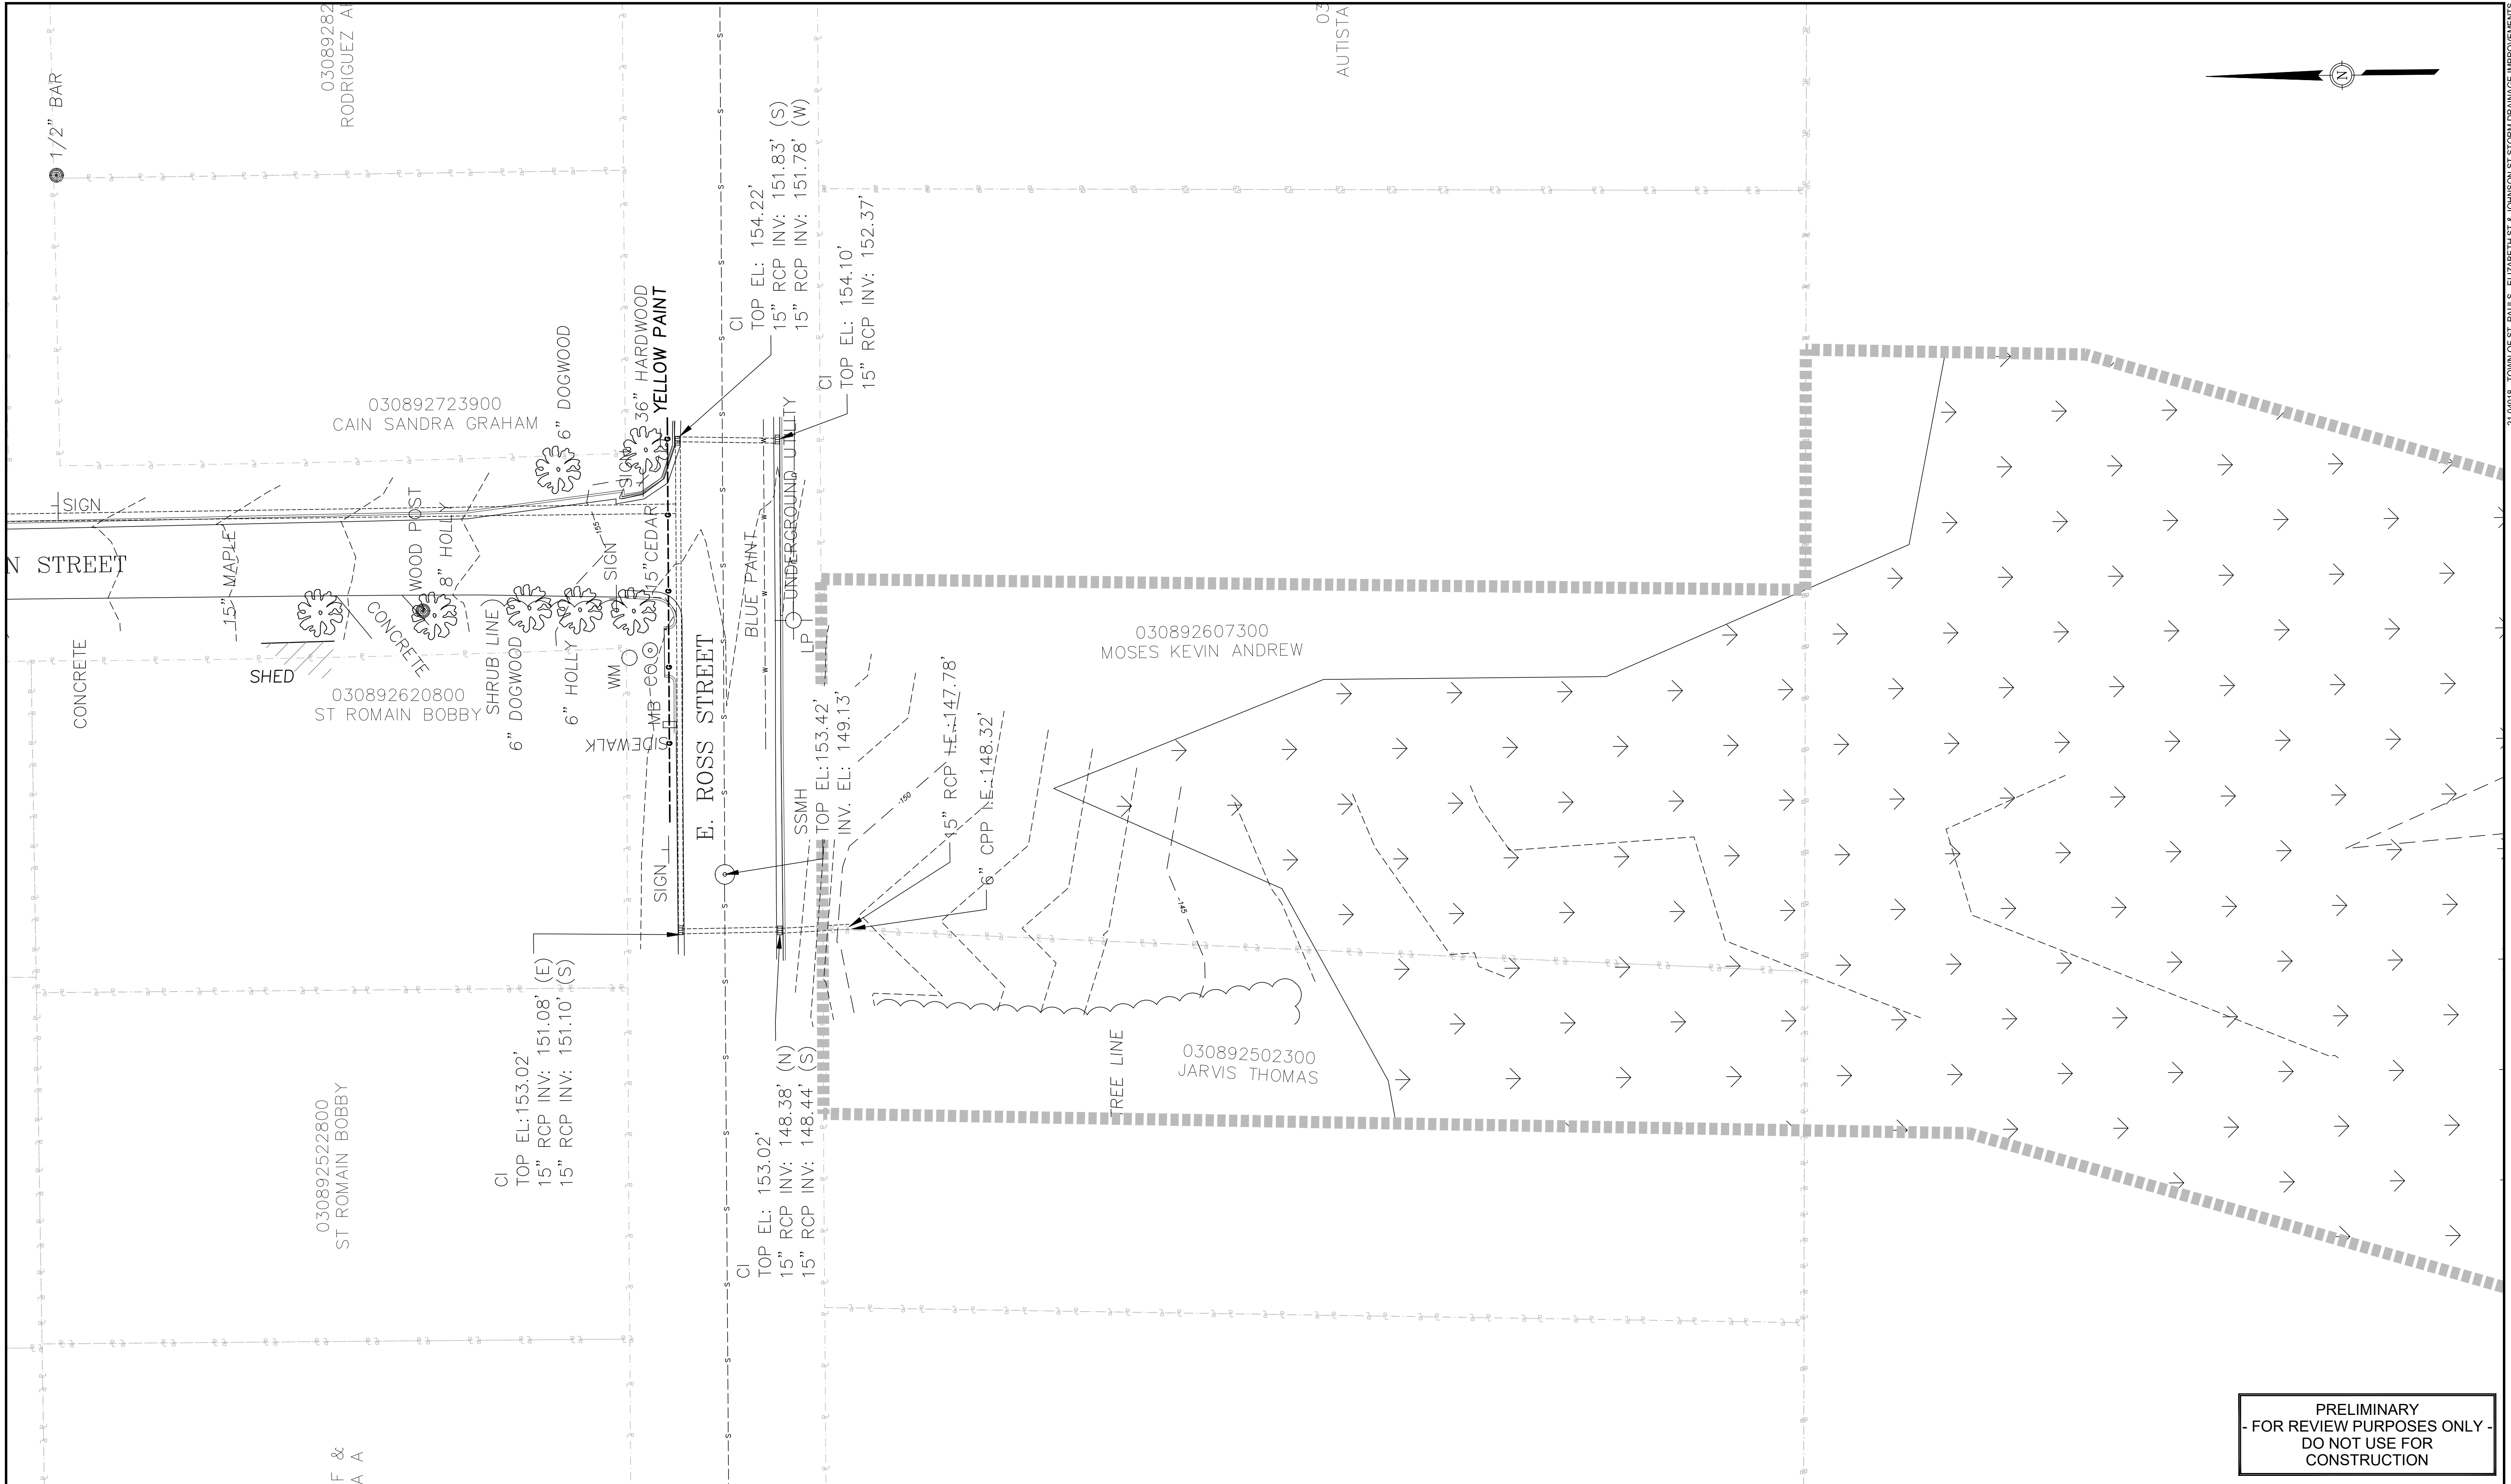 1/2" BAR
030892723900
CAIN SANDRA GRAHAM
6" DOGWOOD
36" HARDWOOD
YELLOW PAINT
SIGN
SIGN
CI
TOP EL: 154.22'
15" RCP INV: 151.83' (S)
15" RCP INV: 151.78' (W)
CI
TOP EL: 154.10'
15" RCP INV: 152.37'
N
N STREET
15" MAPLE
WOOD POST
8" HOLLY
-155
SIGN
15"CEDAR
BLUE PAINT
UNDERGROUND UTILITY
LP
CONCRETE
SHED
CONCRETE
030892620800
ST ROMAIN BOBBY
SHRUB LINE
6" DOGWOOD
6" HOLLY
WM
CO
MB
SIDEWALK
E. ROSS STREET
SIGN
SSMH
TOP EL:153.42'
INV. EL: 149.13'
-150
15" RCP I.E.:147.78'
6" CPP I.E.:148.32'
030892607300
MOSES KEVIN ANDREW
-145
CI
TOP EL:153.02'
15" RCP INV: 151.08' (E)
15" RCP INV: 151.10' (S)
CI
TOP EL: 153.02'
15" RCP INV: 148.38' (N)
15" RCP INV: 148.44' (S)
TREE LINE
030892502300
JARVIS THOMAS
030892522800
ST ROMAIN BOBBY
F &
A A
03089282
RODRIGUEZ
03
AUTISTA
PRELIMINARY
- FOR REVIEW PURPOSES ONLY -
DO NOT USE FOR
CONSTRUCTION